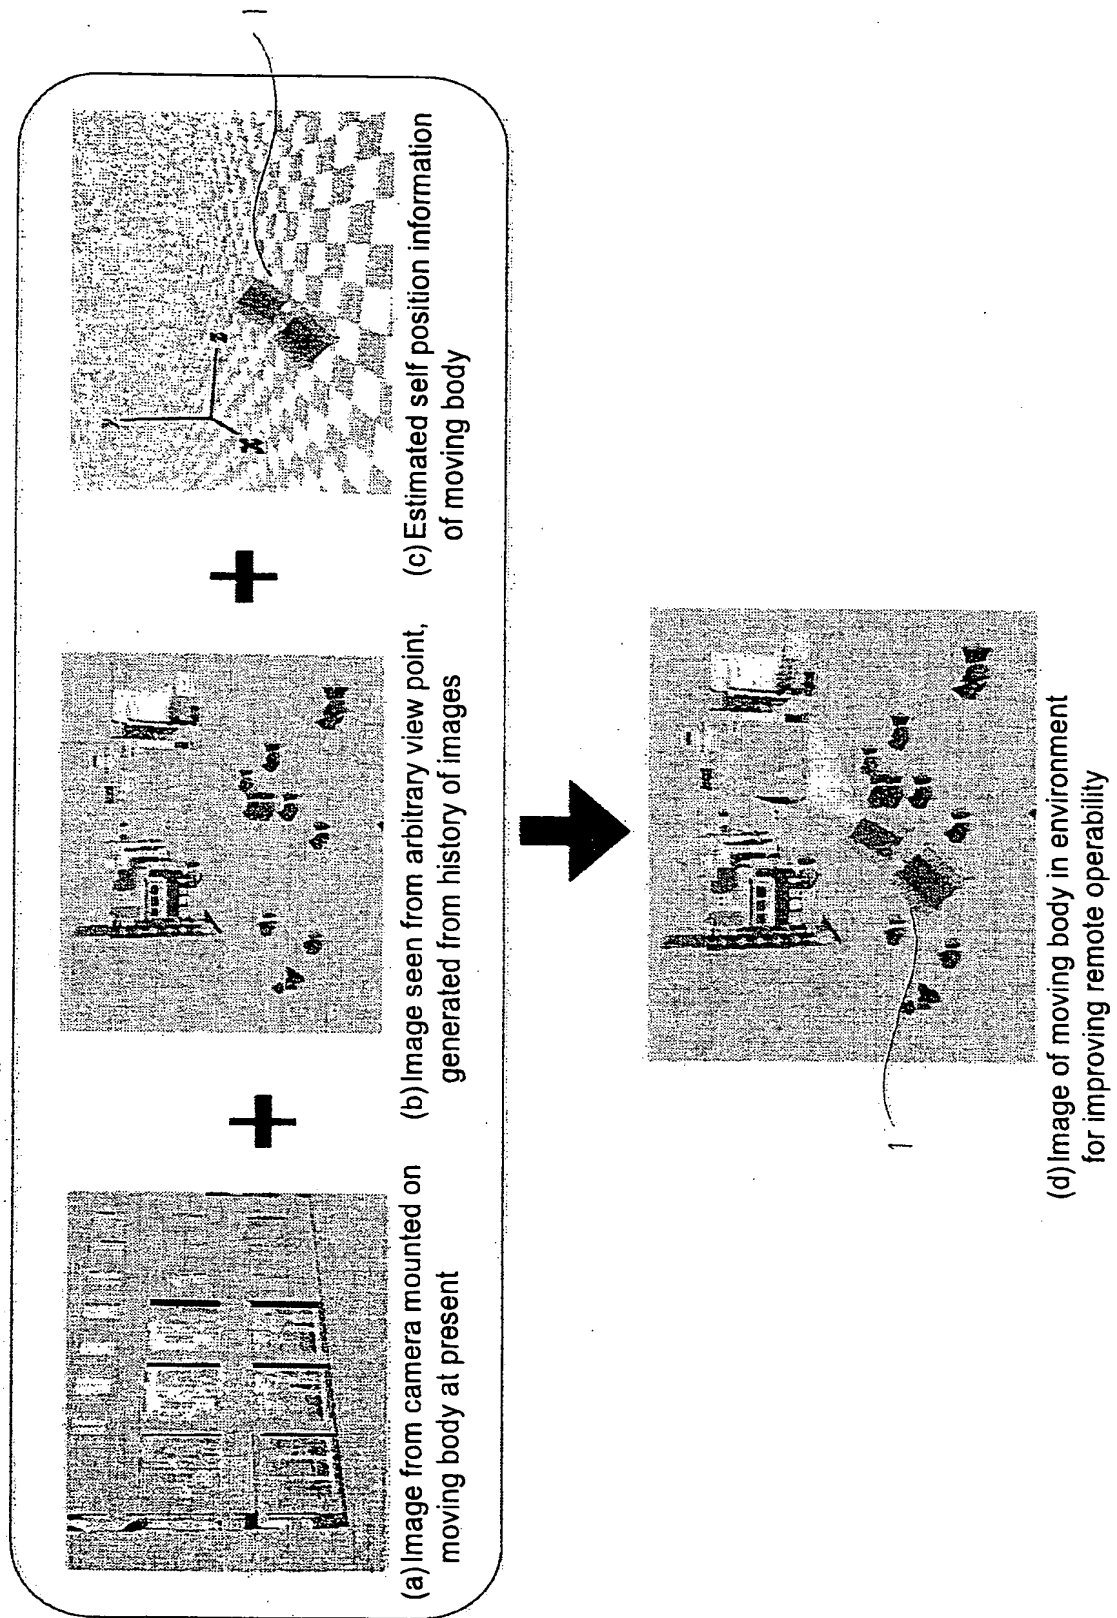 (a) Image from camera mounted on
moving body at present
(b) Image seen from arbitrary view point,
generated from history of images
y
z
x
1
(c) Estimated self position information
of moving body
1
(d) Image of moving body in environment
for improving remote operability